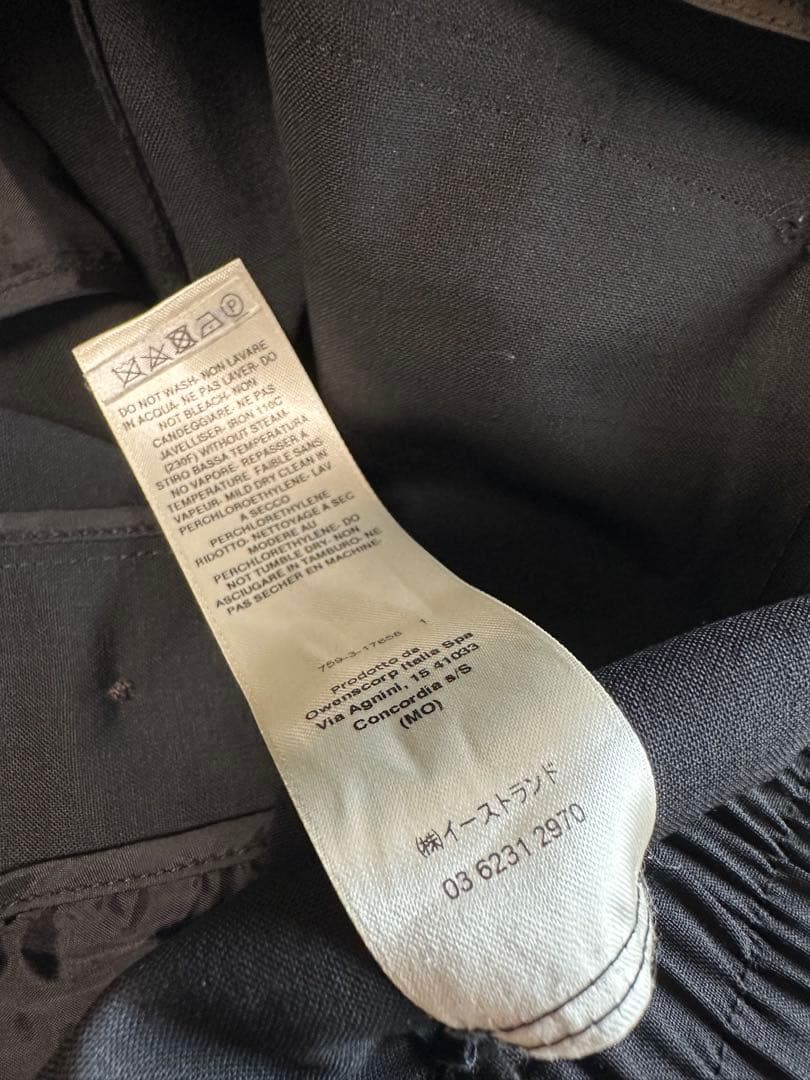 P
DO NOT WASH- NON LAVARE
IN ACQUA- NE PAS LAVER- DO
NOT BLEACH- NON
CANDEGGIARE- NE PAS
JAVELLISER- IRON 110C
(230F) WITHOUT STEAM.
STIRO BASSA TEMPERATURA
NO VAPORE- REPASSER A
TEMPERATURE FAIBLE SANS
VAPEUR- MILD DRY CLEAN IN
PERCHLOROETHYLENE- LAV
A SECCO
PERCHLORETHYLENE
RIDOTTO- NETTOYAGE A SEC
MODERE AU
PERCHLORETHYLENE- DO
NOT TUMBLE DRY- NON
ASCIUGARE IN TAMBURO- NE
PAS SECHER EN MACHINE
759-3-17658 1
Prodotto da
Owenscorp Italia Spa
Via Agnini, 15 41033
Concordia s/S
(MO)
㈱イーストランド
03 6231 2970